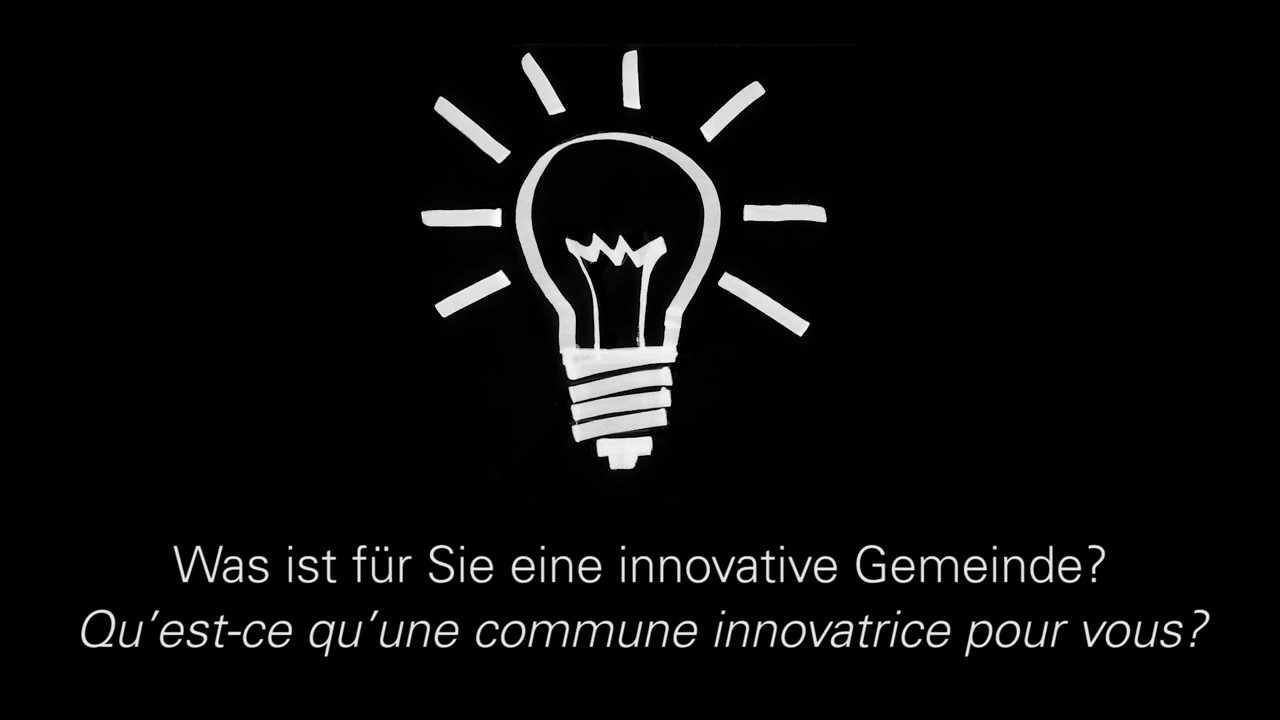 Was ist für Sie eine innovative Gemeinde?
Qu’est-ce qu’une commune innovatrice pour vous?